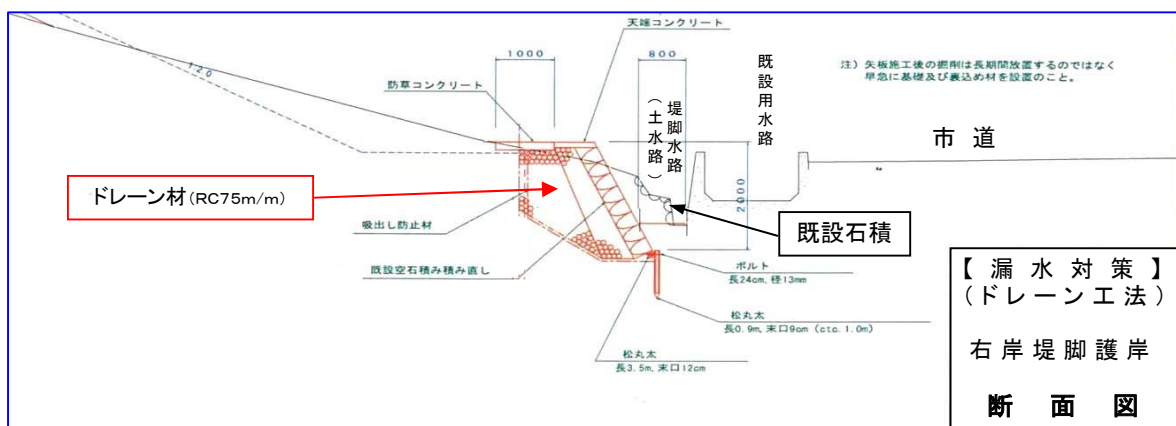 天端コンクリート
1000
800
1:2.0
防草コンクリート
堤脚水路
(土水路)
既設用水路
注) 矢板施工後の掘削は長期間放置するのではなく
早急に基礎及び裏込め材を設置のこと。
市道
ドレーン材(RC75m/m)
2000
吸出し防止材
既設石積
既設空石積み積み直し
ボルト
長24cm, 径13mm
松丸太
長0.9m, 末口9cm (ctc.1.0m)
松丸太
長3.5m, 末口12cm
【漏水対策】
(ドレーン工法)
右岸堤脚護岸
断面図